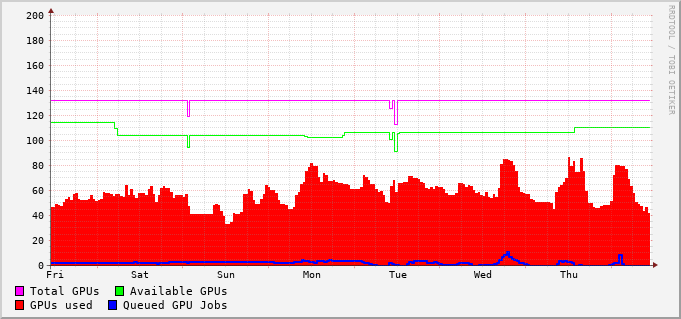 200
180
160
140
120
100
80
60
40
20
0
Fri Sat Sun Mon Tue Wed Thu
Total GPUs Available GPUs
GPUs used Queued GPU Jobs
RRDTOOL / TOBI OETIKER